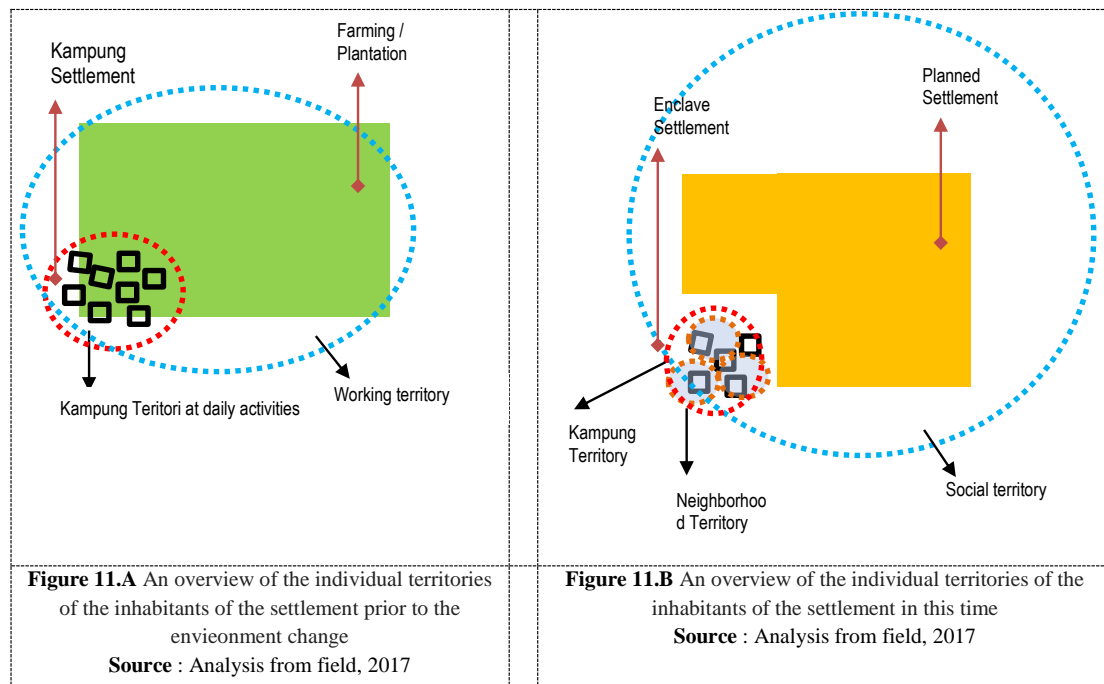 Kampung
Settlement
Farming /
Plantation
Kampung Teritori at daily activities
Working territory
Figure 11.A An overview of the individual territories
of the inhabitants of the settlement prior to the
envieonment change
Source : Analysis from field, 2017
Enclave
Settlement
Planned
Settlement
Kampung
Territory
Neighborhoo
d Territory
Social territory
Figure 11.B An overview of the individual territories of the
inhabitants of the settlement in this time
Source : Analysis from field, 2017